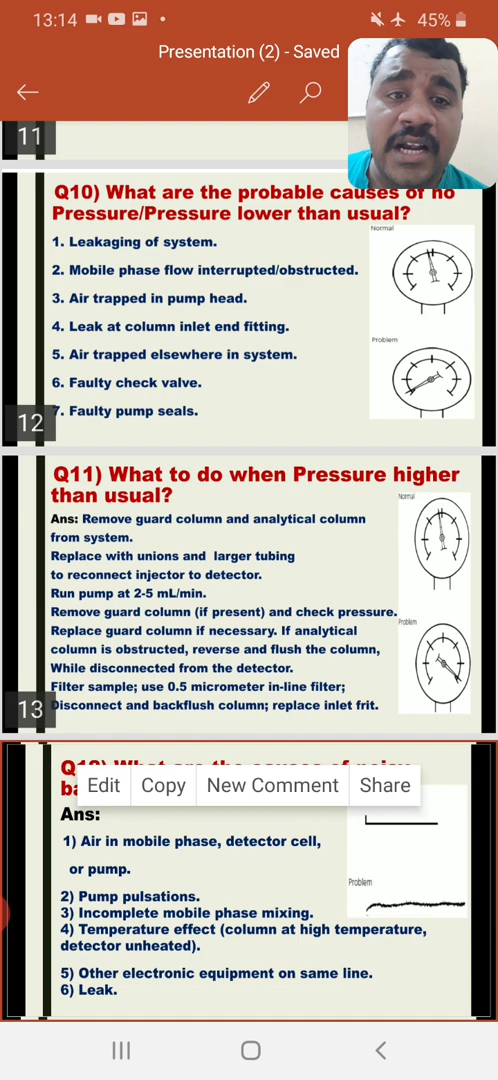 13:14
45%
Presentation (2) - Saved
11
Q10) What are the probable causes of no
Pressure/Pressure lower than usual?
Normal
1. Leakaging of system.
2. Mobile phase flow interrupted/obstructed.
3. Air trapped in pump head.
4. Leak at column inlet end fitting.
Problem
5. Air trapped elsewhere in system.
6. Faulty check valve.
7. Faulty pump seals.
12
Q11) What to do when Pressure higher
than usual?
Normal
Ans: Remove guard column and analytical column
from system.
Replace with unions and larger tubing
to reconnect injector to detector.
Run pump at 2-5 mL/min.
Remove guard column (if present) and check pressure.
Problem
Replace guard column if necessary. If analytical
column is obstructed, reverse and flush the column,
While disconnected from the detector.
Filter sample; use 0.5 micrometer in-line filter;
Disconnect and backflush column; replace inlet frit.
13
Edit Copy New Comment Share
Ans:
1) Air in mobile phase, detector cell,
or pump.
Problem
2) Pump pulsations.
3) Incomplete mobile phase mixing.
4) Temperature effect (column at high temperature,
detector unheated).
5) Other electronic equipment on same line.
6) Leak.